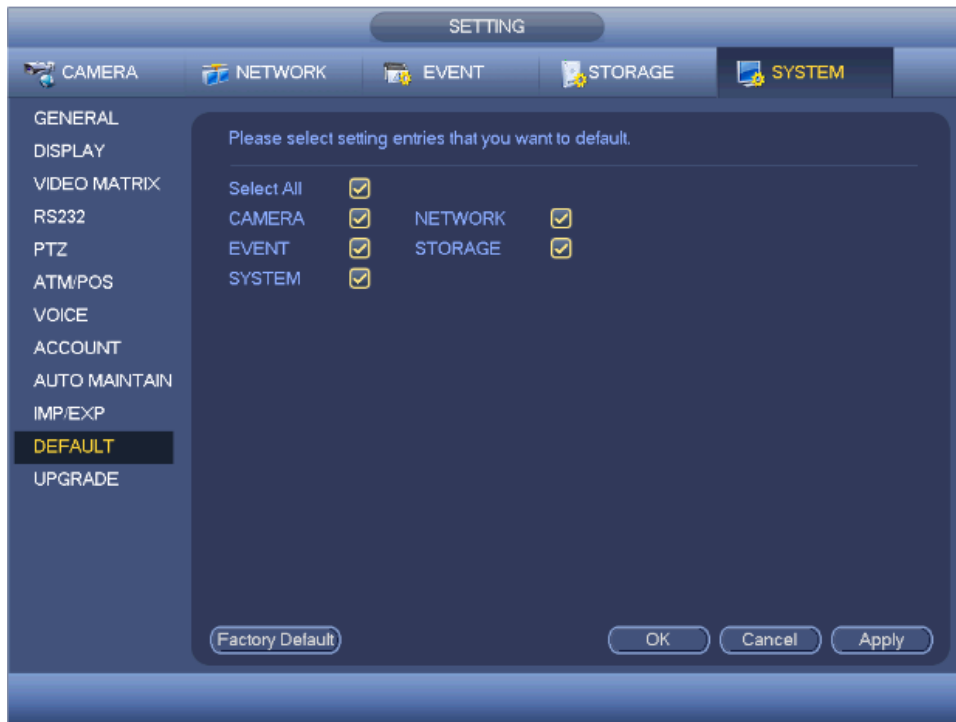 SETTING
CAMERA NETWORK EVENT STORAGE SYSTEM
GENERAL
DISPLAY
VIDEO MATRIX
RS232
PTZ
ATM/POS
VOICE
ACCOUNT
AUTO MAINTAIN
IMP/EXP
DEFAULT
UPGRADE
Please select setting entries that you want to default.
Select All
CAMERA NETWORK
EVENT STORAGE
SYSTEM
Factory Default OK Cancel Apply